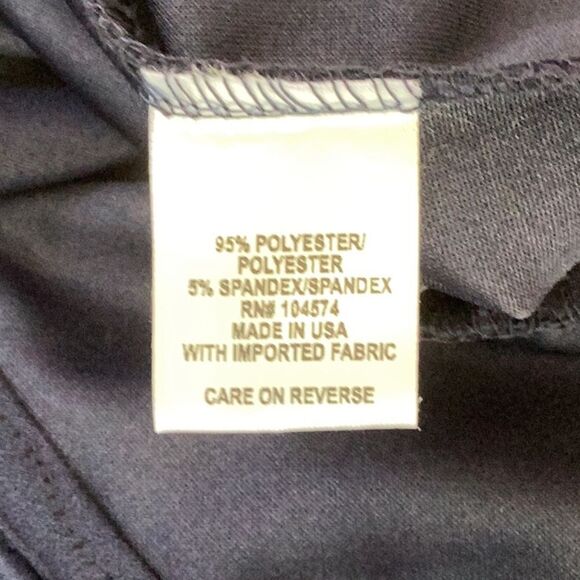 95% POLYESTER/
POLYESTER
5% SPANDEX/SPANDEX
RN# 104574
MADE IN USA
WITH IMPORTED FABRIC
CARE ON REVERSE